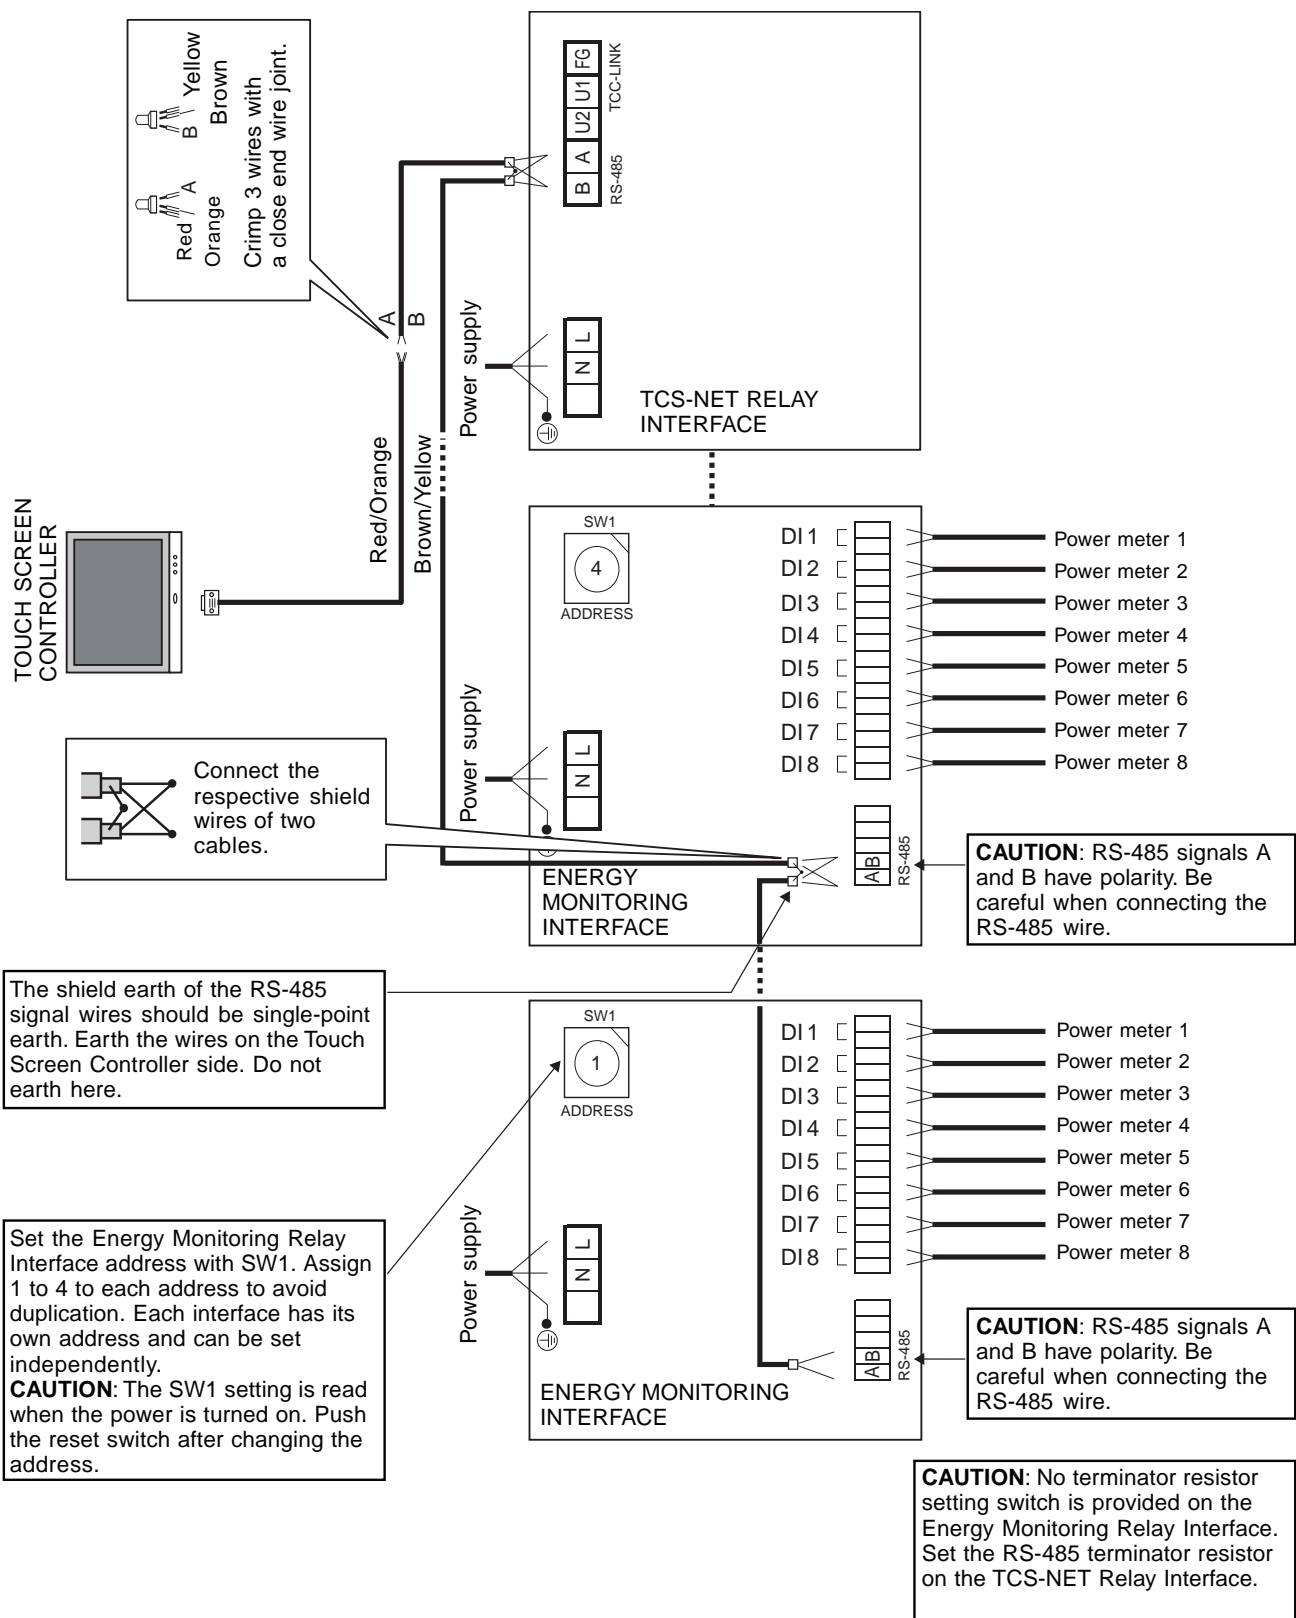 B Yellow
Brown
Red A
Orange
Crimp 3 wires with
a close end wire joint.
B A U2 U1 FG
RS-485
TCC-LINK
A
B
Power supply
N L
TCS-NET RELAY
INTERFACE
Red/Orange
Brown/Yellow
TOUCH SCREEN
CONTROLLER
SW1
4
ADDRESS
DI1
DI2
DI3
DI4
DI5
DI6
DI7
DI8
Power meter 1
Power meter 2
Power meter 3
Power meter 4
Power meter 5
Power meter 6
Power meter 7
Power meter 8
Power supply
N L
Connect the
respective shield
wires of two
cables.
A B
RS-485
ENERGY
MONITORING
INTERFACE
CAUTION: RS-485 signals A
and B have polarity. Be
careful when connecting the
RS-485 wire.
The shield earth of the RS-485
signal wires should be single-point
earth. Earth the wires on the Touch
Screen Controller side. Do not
earth here.
SW1
1
ADDRESS
DI1
DI2
DI3
DI4
DI5
DI6
DI7
DI8
Power meter 1
Power meter 2
Power meter 3
Power meter 4
Power meter 5
Power meter 6
Power meter 7
Power meter 8
Set the Energy Monitoring Relay
Interface address with SW1. Assign
1 to 4 to each address to avoid
duplication. Each interface has its
own address and can be set
independently.
CAUTION: The SW1 setting is read
when the power is turned on. Push
the reset switch after changing the
address.
Power supply
N L
A B
RS-485
ENERGY MONITORING
INTERFACE
CAUTION: RS-485 signals A
and B have polarity. Be
careful when connecting the
RS-485 wire.
CAUTION: No terminator resistor
setting switch is provided on the
Energy Monitoring Relay Interface.
Set the RS-485 terminator resistor
on the TCS-NET Relay Interface.